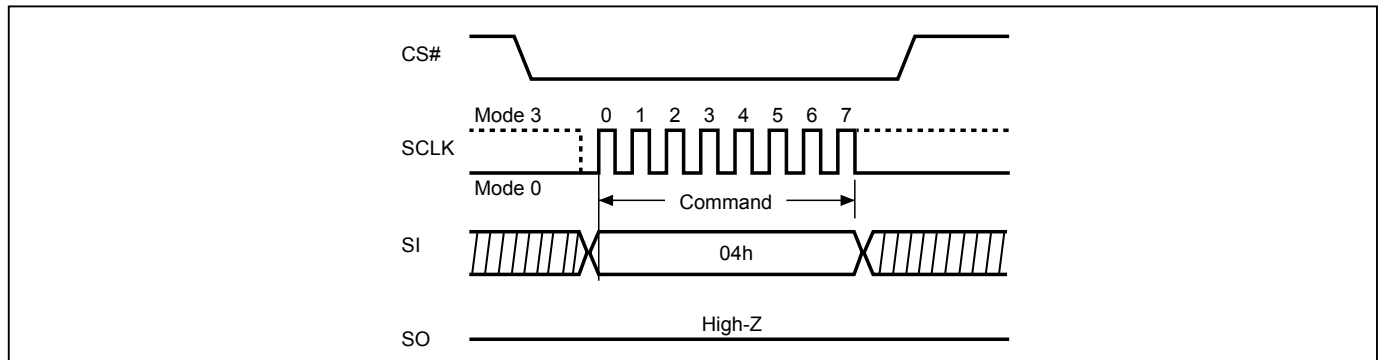 CS#
Mode 3
0 1 2 3 4 5 6 7
SCLK
Mode 0
Command
SI
04h
High-Z
SO